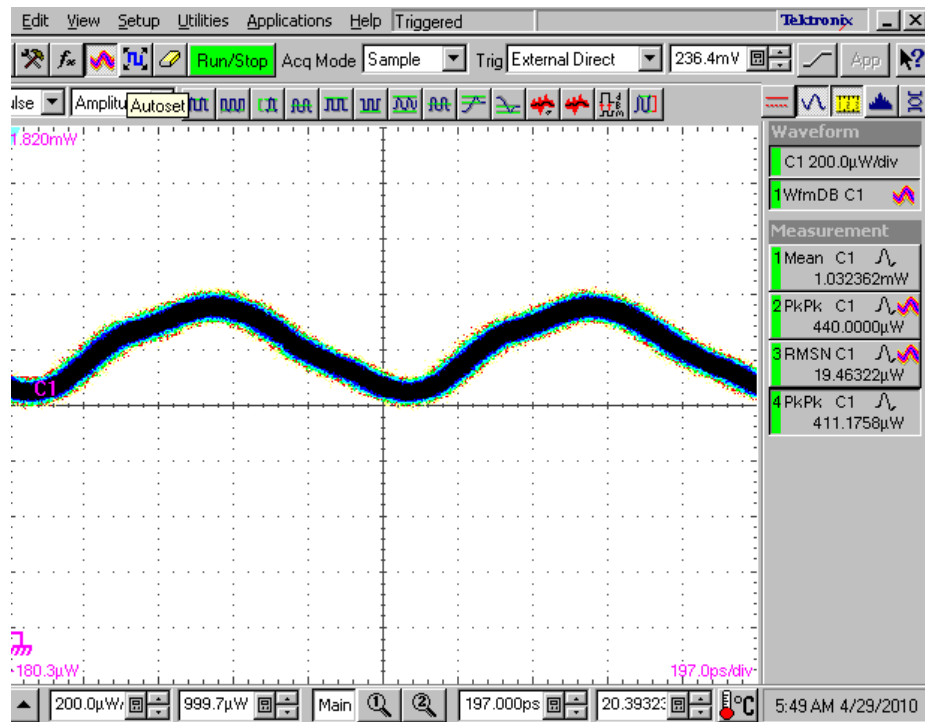 Edit View Setup Utilities Applications Help Triggered Tektronix
Run/Stop Acq Mode Sample Trig External Direct 236.4mV App
Autoset
1.820mW
Waveform
C1 200.0µW/div
1 WfmDB C1
Measurement
1 Mean C1
1.032362mW
2 PkPk C1
440.0000µW
3 RMSN C1
19.46322µW
4 PkPk C1
411.1758µW
C1
-180.3µW 197.0ps/div
200.0µW/ 999.7µW Main 1 2 197.000ps 20.3932 °C 5:49 AM 4/29/2010